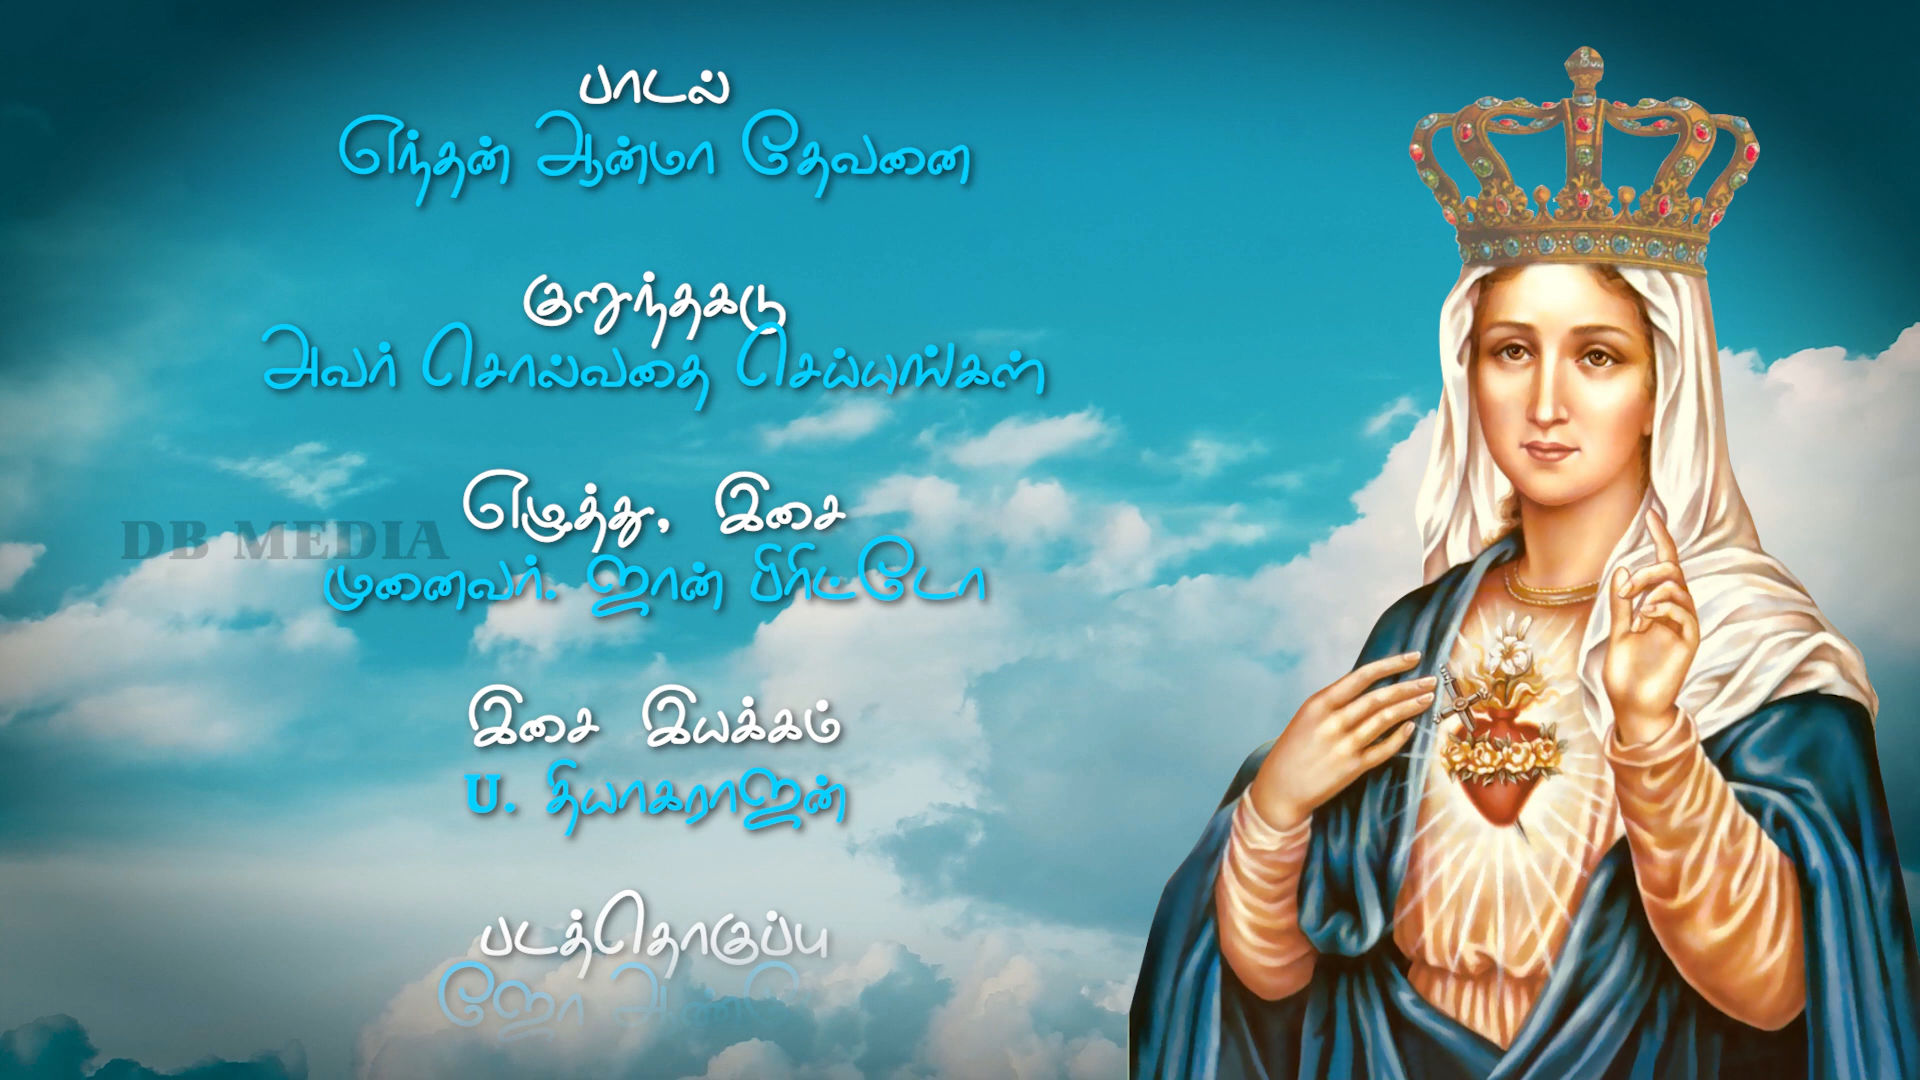 பாடல்
எந்தன் ஆன்மா தேவனை
குறுந்தகடு
அவர் சொல்வதை செய்யுங்கள்
எழுத்து, இசை
DB MEDIA
முனைவர். ஜான் பிரிட்டோ
இசை இயக்கம்
U. தியாகராஜன்
படத்தொகுப்பு
ஜோ